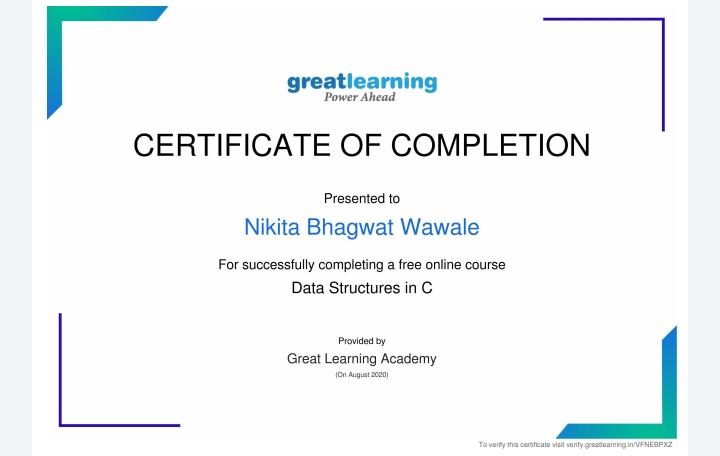 greatlearning
Power Ahead
CERTIFICATE OF COMPLETION
Presented to
Nikita Bhagwat Wawale
For successfully completing a free online course
Data Structures in C
Provided by
Great Learning Academy
(On August 2020)
To verify this certificate visit verify.greatlearning.in/VFNEBPXZ